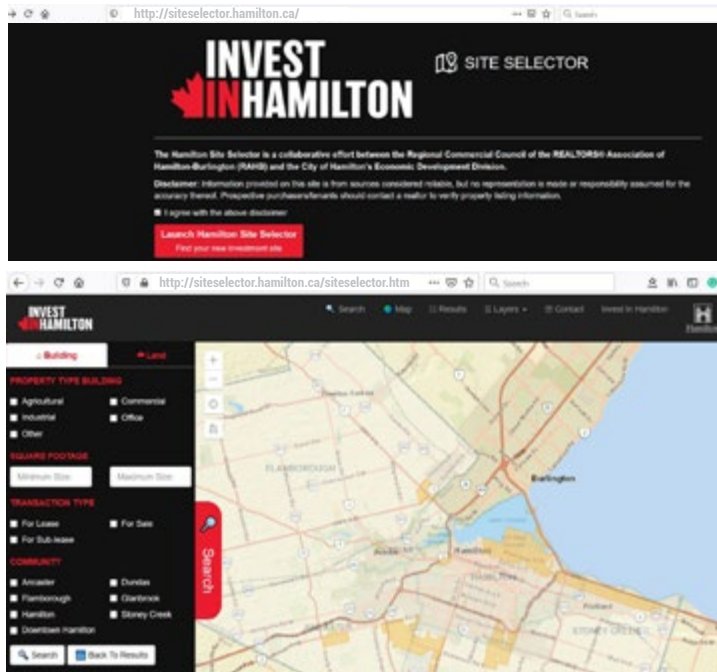 http://siteselector.hamilton.ca/
Search
INVEST
INHAMILTON
SITE SELECTOR
The Hamilton Site Selector is a collaborative effort between the Regional Commercial Council of the REALTORS® Association of
Hamilton-Burlington (RAHB) and the City of Hamilton's Economic Development Division.
Disclaimer: Information provided on this site is from sources considered reliable, but no representation is made or responsibility assumed for the
accuracy thereof. Prospective purchasers/tenants should contact a realtor to verify property listing information.
I agree with the above disclaimer
Launch Hamilton Site Selector
Find your new investment site
http://siteselector.hamilton.ca/siteselector.htm
Search
INVEST
INHAMILTON
Search
Map
Results
Layers
Contact
Invest in Hamilton
Hamilton
Building
Land
PROPERTY TYPE BUILDING
Agricultural
Commercial
Industrial
Office
Other
SQUARE FOOTAGE
Minimum Size
Maximum Size
TRANSACTION TYPE
For Lease
For Sale
For Sub-lease
COMMUNITY
Ancaster
Dundas
Flamborough
Glanbrook
Hamilton
Stoney Creek
Downtown Hamilton
Search
Back To Results
Search
FLAMBOROUGH
Burlington
Hamilton
HAMILTON
STONEY CREEK